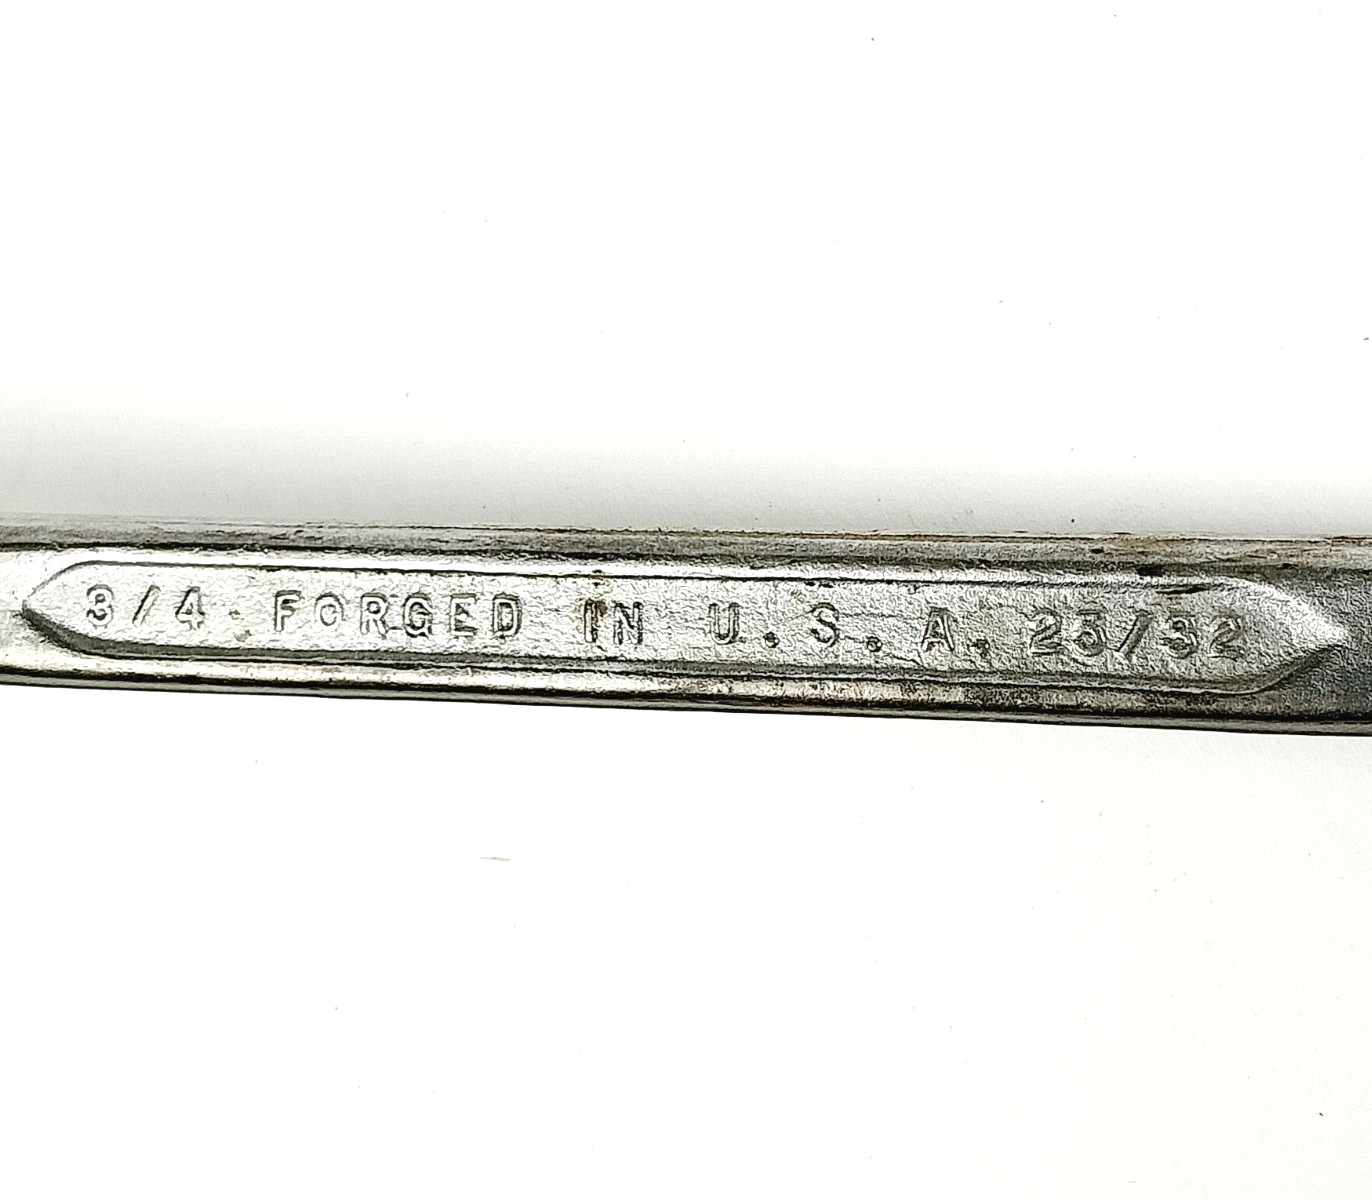 3/4 FORGED IN U.S.A. 23/32